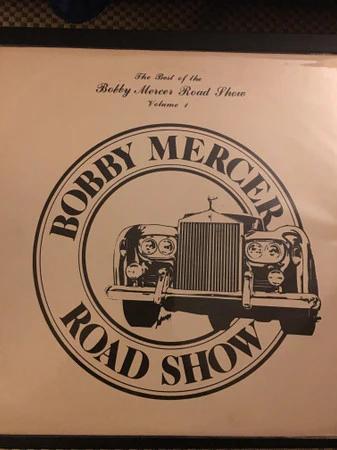 The Best of the
Bobby Mercer Road Show
Volume 1
BOBBY MERCER
ROAD SHOW